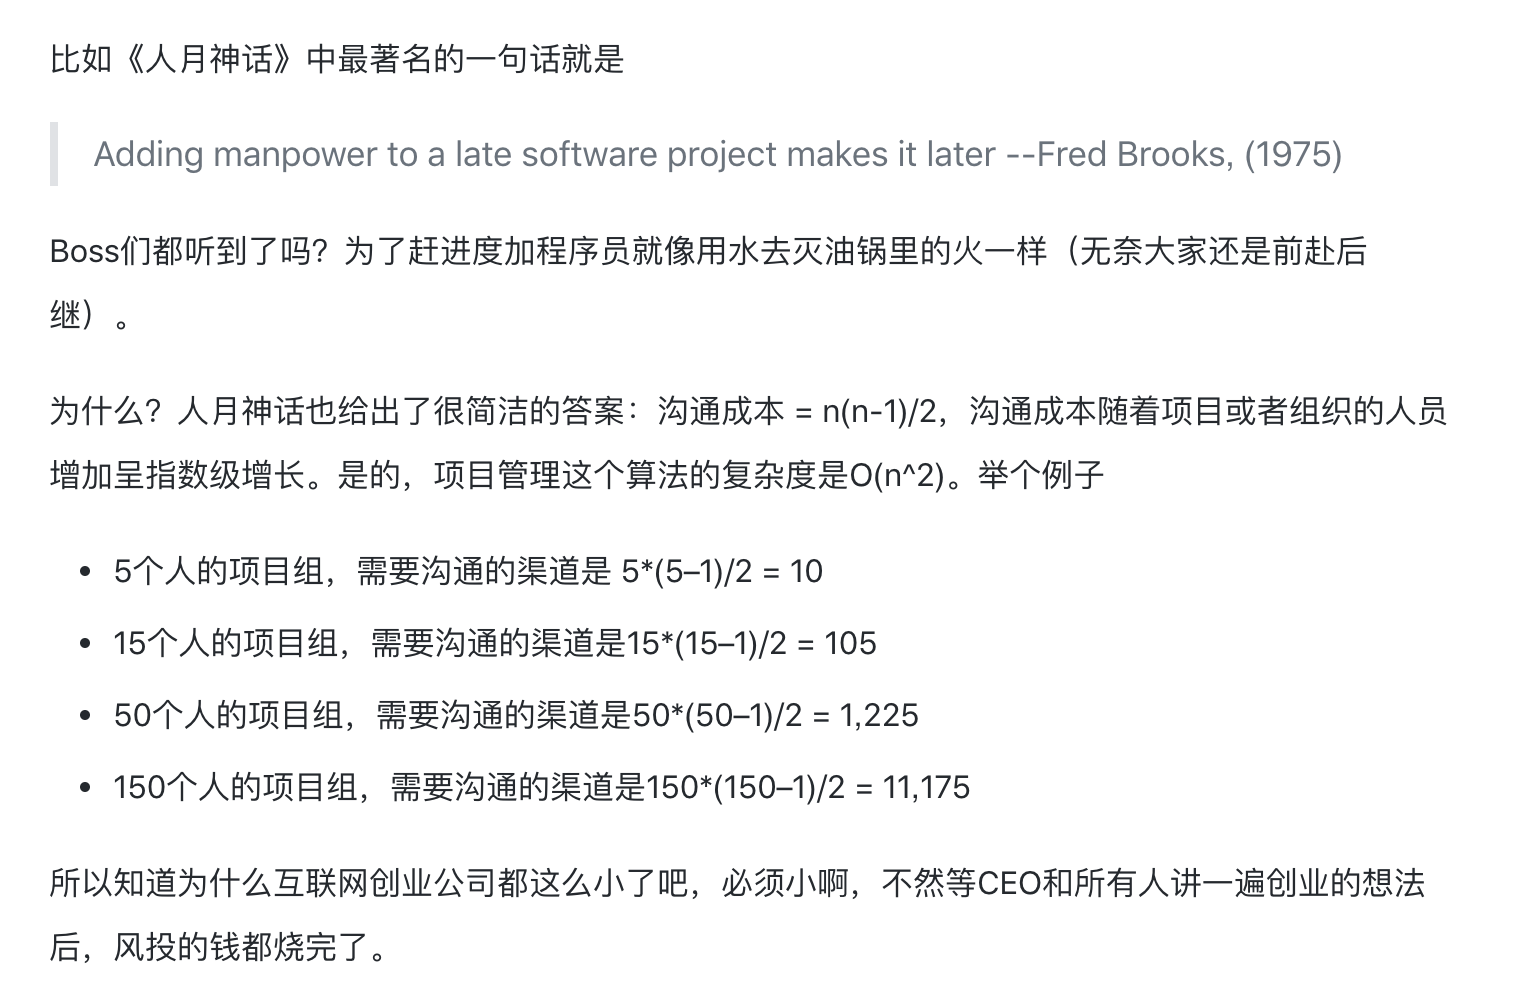 比如《人月神话》中最著名的一句话就是
Adding manpower to a late software project makes it later --Fred Brooks, (1975)
Boss们都听到了吗？为了赶进度加程序员就像用水去灭油锅里的火一样（无奈大家还是前赴后
继）。
为什么？人月神话也给出了很简洁的答案：沟通成本 = n(n-1)/2，沟通成本随着项目或者组织的人员
增加呈指数级增长。是的，项目管理这个算法的复杂度是O(n^2)。举个例子
• 5个人的项目组，需要沟通的渠道是 5*(5–1)/2 = 10
• 15个人的项目组，需要沟通的渠道是15*(15–1)/2 = 105
• 50个人的项目组，需要沟通的渠道是50*(50–1)/2 = 1,225
• 150个人的项目组，需要沟通的渠道是150*(150–1)/2 = 11,175
所以知道为什么互联网创业公司都这么小了吧，必须小啊，不然等CEO和所有人讲一遍创业的想法
后，风投的钱都烧完了。